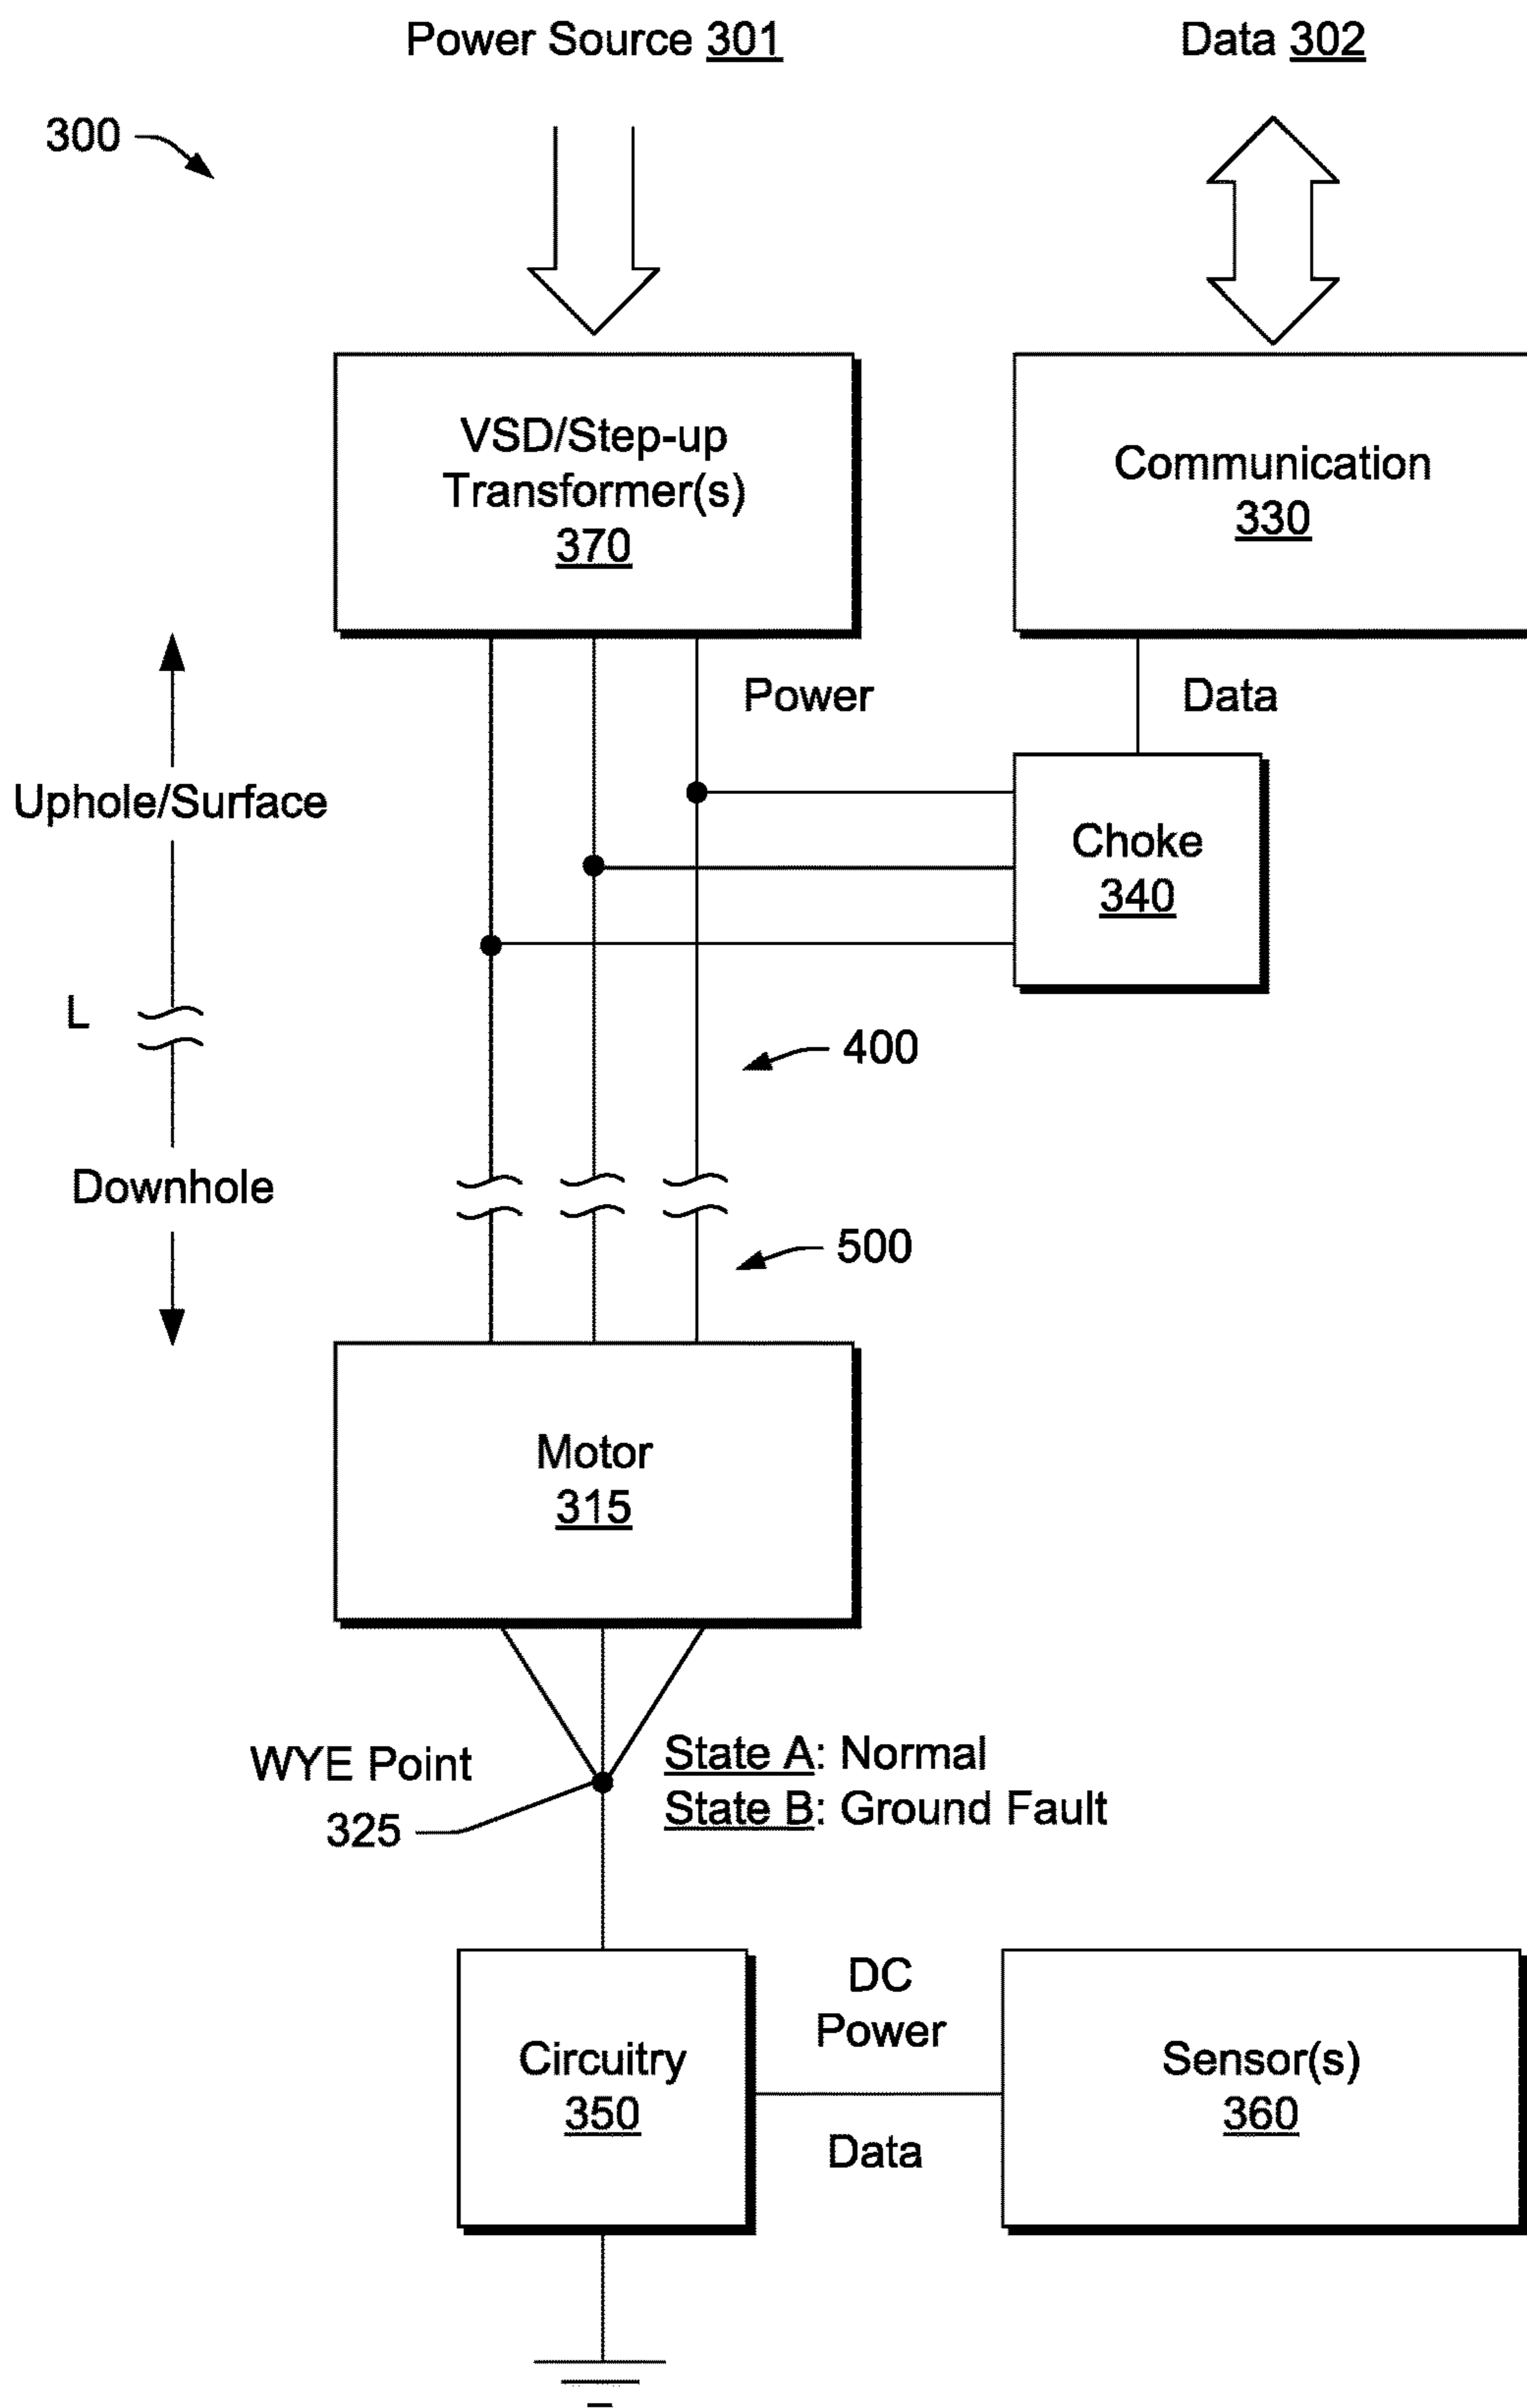 Power Source 301
Data 302
300
VSD/Step-up
Transformer(s)
370
Communication
330
Power
Data
Uphole/Surface
Choke
340
L
400
Downhole
500
Motor
315
WYE Point
325
State A: Normal
State B: Ground Fault
Circuitry
350
DC
Power
Data
Sensor(s)
360